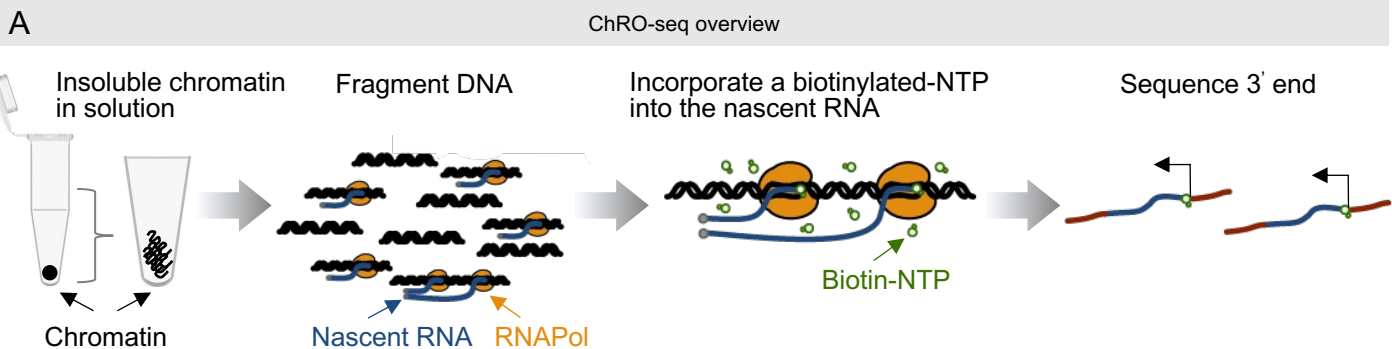 A
ChRO-seq overview
Insoluble chromatin
in solution
Fragment DNA
Incorporate a biotinylated-NTP
into the nascent RNA
Sequence 3' end
Chromatin
Nascent RNA
RNAPol
Biotin-NTP